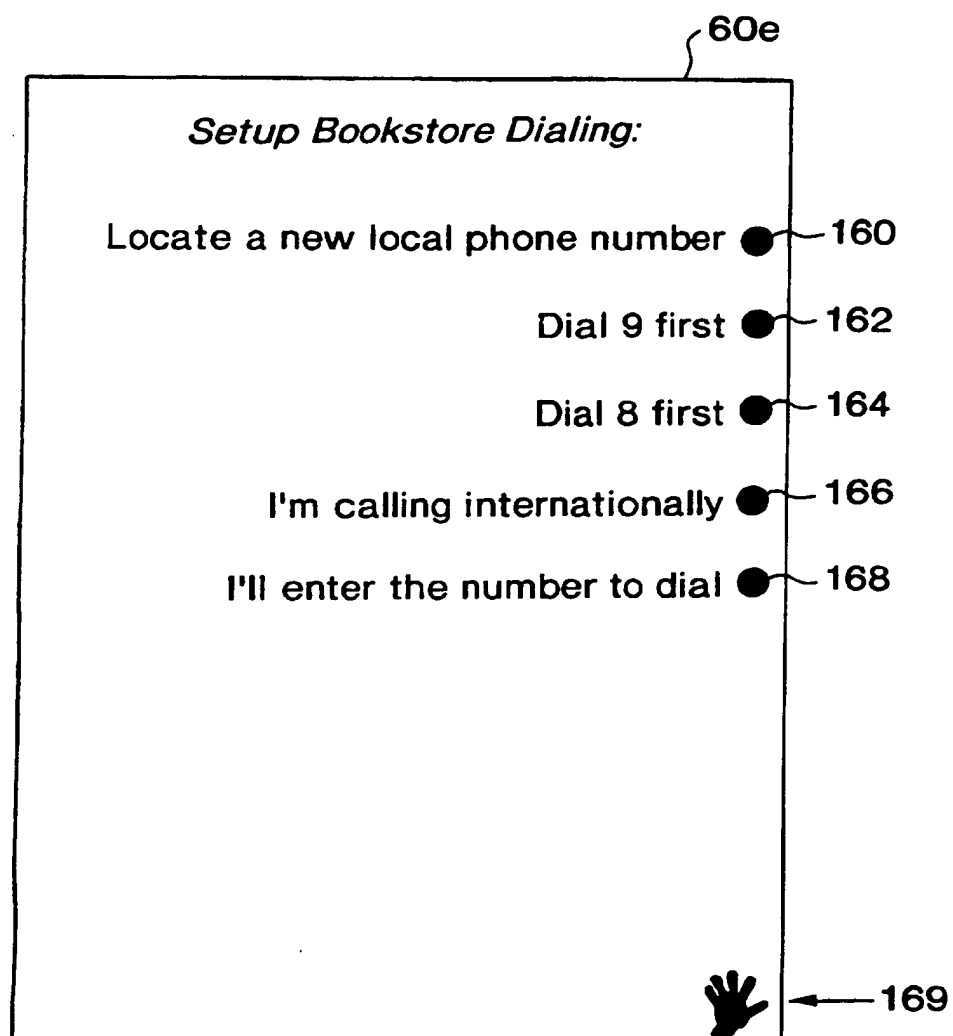 60e
Setup Bookstore Dialing:
Locate a new local phone number 160
Dial 9 first 162
Dial 8 first 164
I'm calling internationally 166
I'll enter the number to dial 168
169